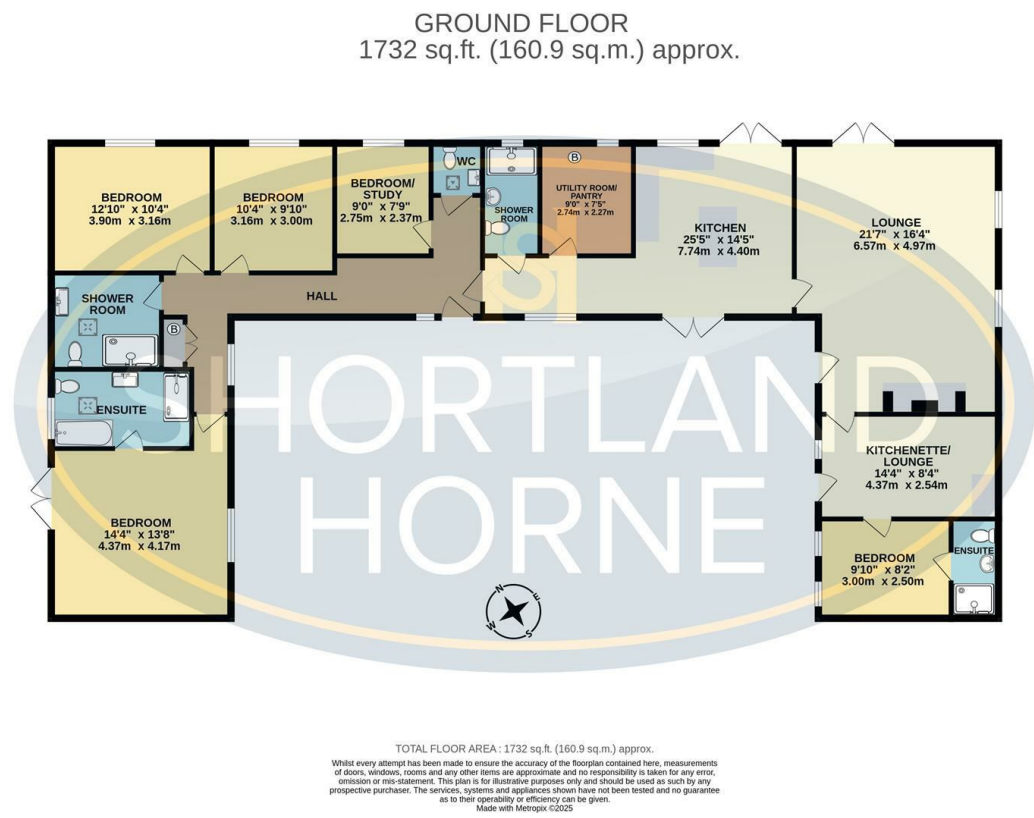 GROUND FLOOR
1732 sq.ft. (160.9 sq.m.) approx.
BEDROOM
12'10" x 10'4"
3.90m x 3.16m
BEDROOM
10'4" x 9'10"
3.16m x 3.00m
BEDROOM/
STUDY
9'0" x 7'9"
2.75m x 2.37m
WC
SHOWER
ROOM
B
UTILITY ROOM/
PANTRY
9'0" x 7'5"
2.74m x 2.27m
KITCHEN
25'5" x 14'5"
7.74m x 4.40m
LOUNGE
21'7" x 16'4"
6.57m x 4.97m
HALL
SHOWER
ROOM
B
ENSUITE
BEDROOM
14'4" x 13'8"
4.37m x 4.17m
KITCHENETTE/
LOUNGE
14'4" x 8'4"
4.37m x 2.54m
BEDROOM
9'10" x 8'2"
3.00m x 2.50m
ENSUITE
SHORTLAND
HORNE
N
E
W
S
TOTAL FLOOR AREA : 1732 sq.ft. (160.9 sq.m.) approx.
Whilst every attempt has been made to ensure the accuracy of the floorplan contained here, measurements
of doors, windows, rooms and any other items are approximate and no responsibility is taken for any error,
omission or mis-statement. This plan is for illustrative purposes only and should be used as such by any
prospective purchaser. The services, systems and appliances shown have not been tested and no guarantee
as to their operability or efficiency can be given.
Made with Metropix ©2025